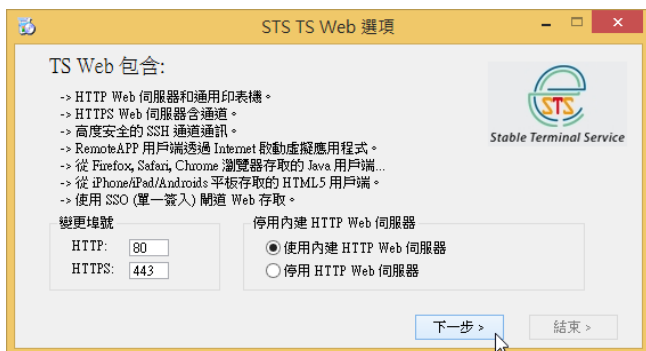 STS TS Web 選項
TS Web 包含:
-> HTTP Web 伺服器和通用印表機。
-> HTTPS Web 伺服器含通道。
-> 高度安全的 SSH 通道通訊。
-> RemoteAPP 用戶端透過 Internet 啟動虛擬應用程式。
-> 從 Firefox, Safari, Chrome 瀏覽器存取的 Java 用戶端...
-> 從 iPhone/iPad/Androids 平板存取的 HTML5 用戶端。
-> 使用 SSO (單一簽入) 閘道 Web 存取。
STS
Stable Terminal Service
變更埠號
HTTP: 80
HTTPS: 443
停用內建 HTTP Web 伺服器
使用內建 HTTP Web 伺服器
停用 HTTP Web 伺服器
下一步 >
結束 >